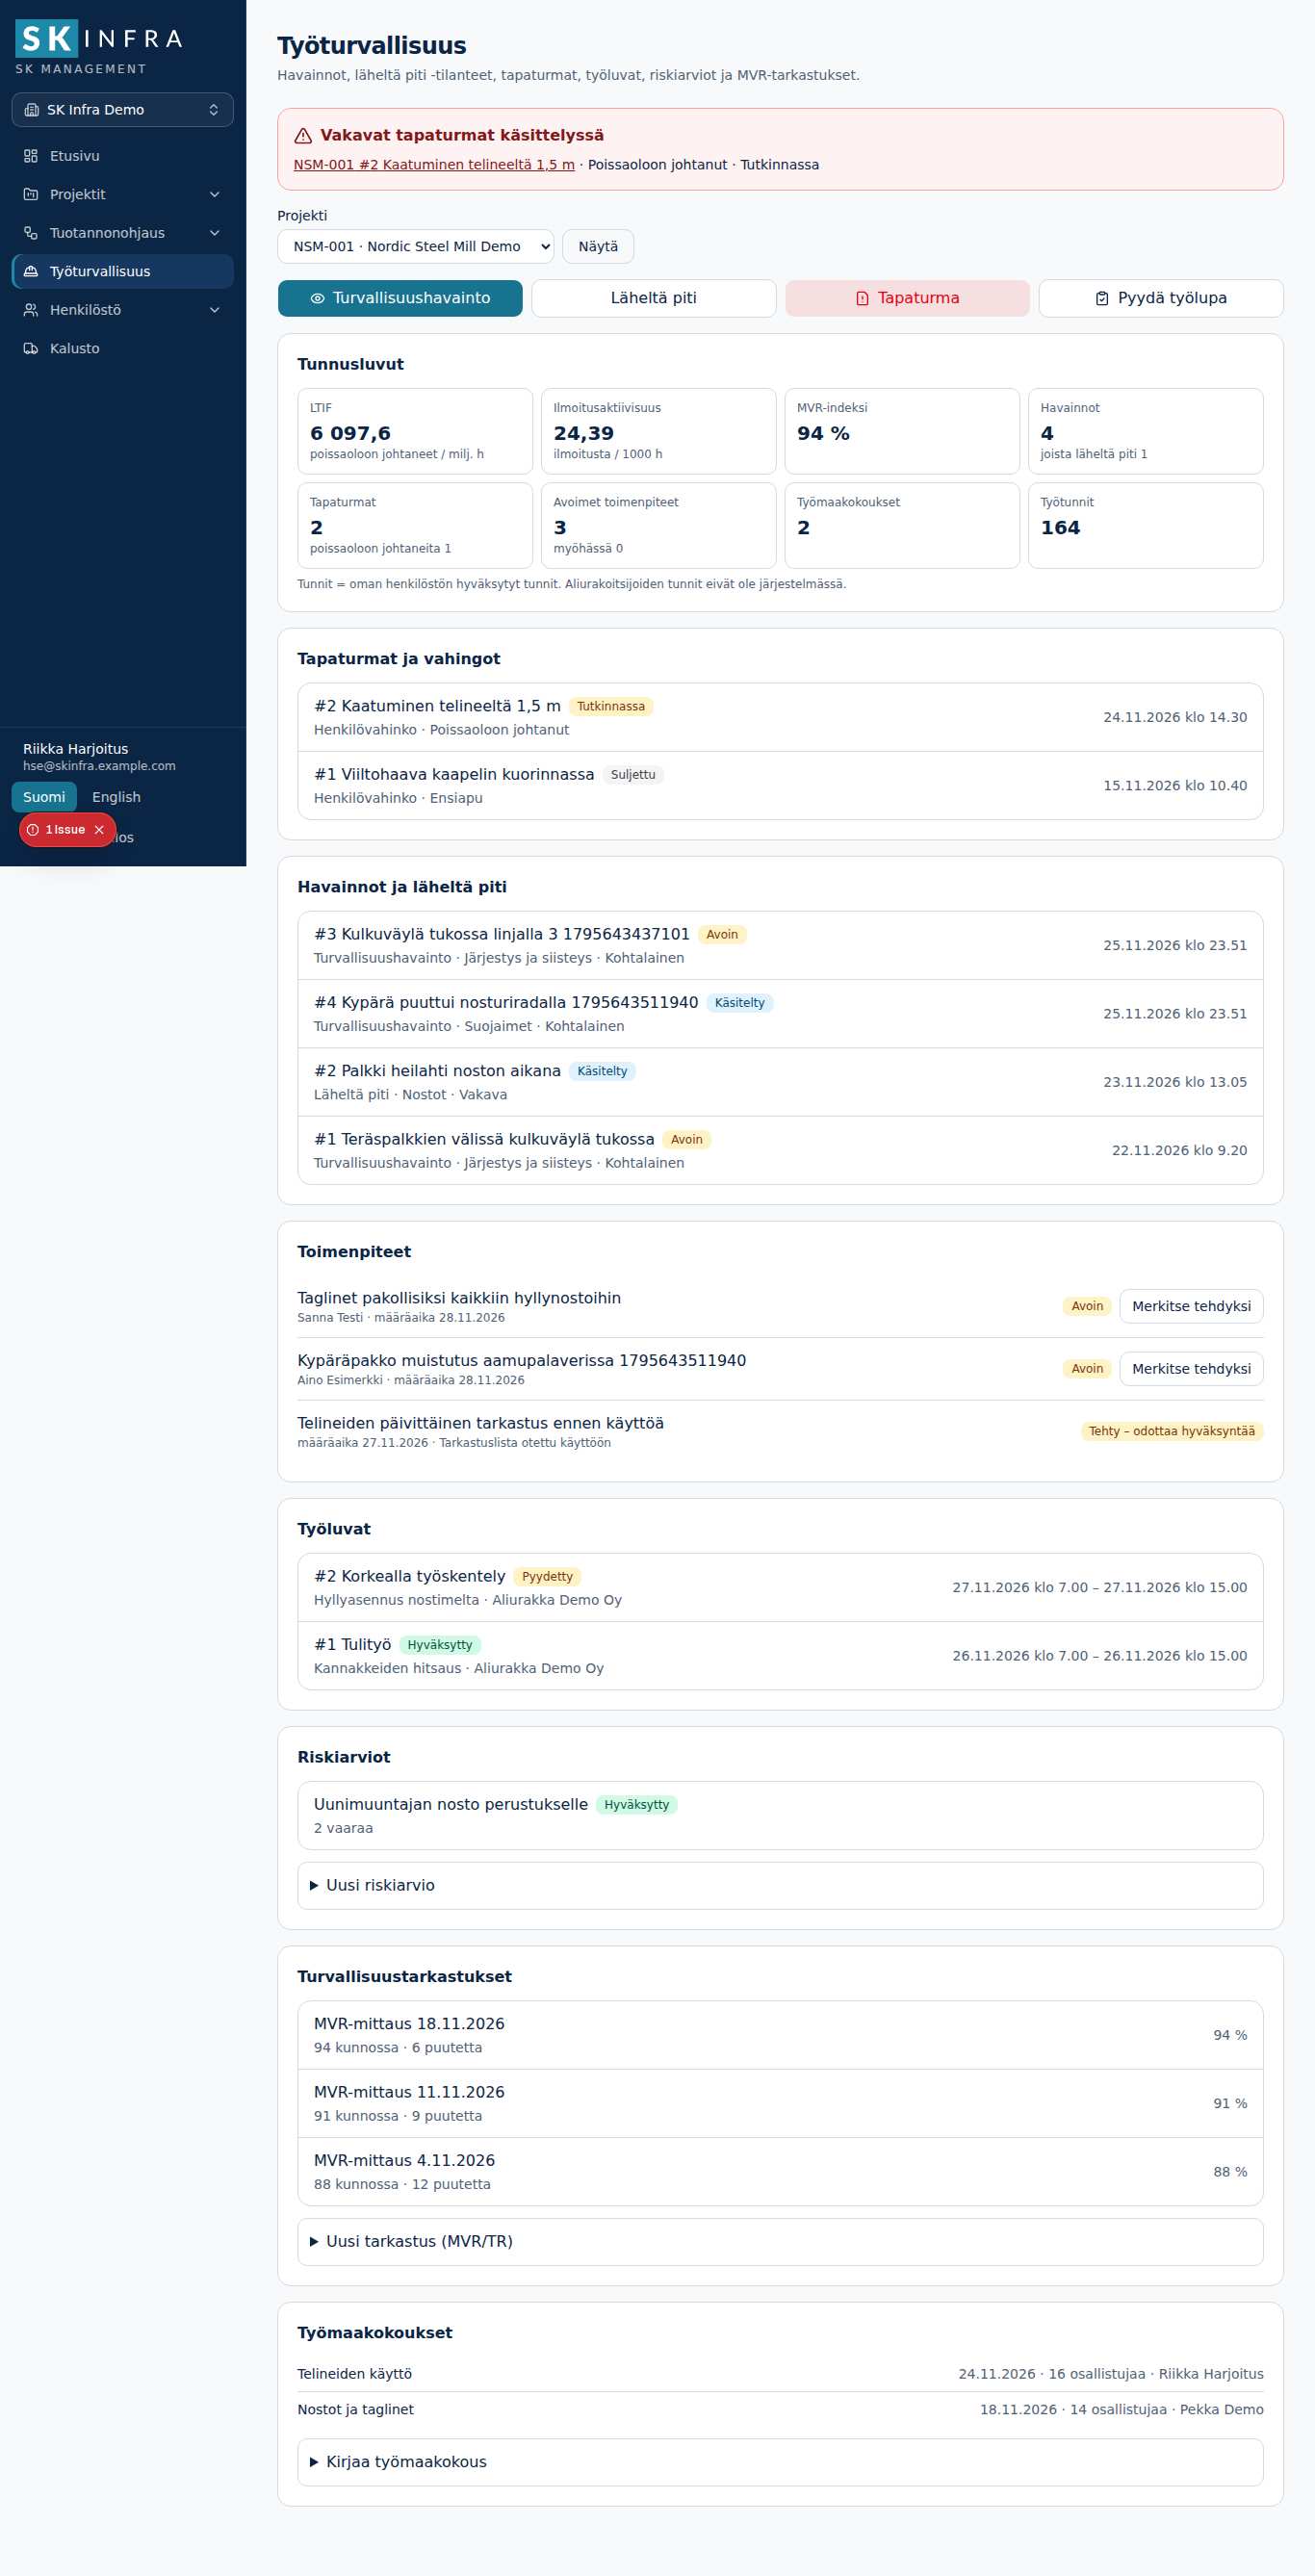 SK INFRA
SK MANAGEMENT
SK Infra Demo
Etusivu
Projektit
Tuotannonohjaus
Työturvallisuus
Henkilöstö
Kalusto
Riikka Harjoitus
hse@skinfra.example.com
Suomi English
1 Issue
los
Työturvallisuus
Havainnot, läheltä piti -tilanteet, tapaturmat, työluvat, riskiarviot ja MVR-tarkastukset.
Vakavat tapaturmat käsittelyssä
NSM-001 #2 Kaatuminen telineeltä 1,5 m · Poissaoloon johtanut · Tutkinnassa
Projekti
NSM-001 · Nordic Steel Mill Demo Näytä
Turvallisuushavainto Läheltä piti Tapaturma Pyydä työlupa
Tunnusluvut
LTIF
6 097,6
poissaoloon johtaneet / milj. h
Ilmoitusaktiivisuus
24,39
ilmoitusta / 1000 h
MVR-indeksi
94 %
Havainnot
4
joista läheltä piti 1
Tapaturmat
2
poissaoloon johtaneita 1
Avoimet toimenpiteet
3
myöhässä 0
Työmaakokoukset
2
Työtunnit
164
Tunnit = oman henkilöstön hyväksytyt tunnit. Aliurakoitsijoiden tunnit eivät ole järjestelmässä.
Tapaturmat ja vahingot
#2 Kaatuminen telineeltä 1,5 m Tutkinnassa
Henkilövahinko · Poissaoloon johtanut
24.11.2026 klo 14.30
#1 Viiltohaava kaapelin kuorinnassa Suljettu
Henkilövahinko · Ensiapu
15.11.2026 klo 10.40
Havainnot ja läheltä piti
#3 Kulkuväylä tukossa linjalla 3 1795643437101 Avoin
Turvallisuushavainto · Järjestys ja siisteys · Kohtalainen
25.11.2026 klo 23.51
#4 Kypärä puuttui nosturiradalla 1795643511940 Käsitelty
Turvallisuushavainto · Suojaimet · Kohtalainen
25.11.2026 klo 23.51
#2 Palkki heilahti noston aikana Käsitelty
Läheltä piti · Nostot · Vakava
23.11.2026 klo 13.05
#1 Teräspalkkien välissä kulkuväylä tukossa Avoin
Turvallisuushavainto · Järjestys ja siisteys · Kohtalainen
22.11.2026 klo 9.20
Toimenpiteet
Taglinet pakollisiksi kaikkiin hyllynostoihin
Sanna Testi · määräaika 28.11.2026
Avoin Merkitse tehdyksi
Kypäräpakko muistutus aamupalaverissa 1795643511940
Aino Esimerkki · määräaika 28.11.2026
Avoin Merkitse tehdyksi
Telineiden päivittäinen tarkastus ennen käyttöä
määräaika 27.11.2026 · Tarkastuslista otettu käyttöön
Tehty – odottaa hyväksyntää
Työluvat
#2 Korkealla työskentely Pyydetty
Hyllyasennus nostimelta · Aliurakka Demo Oy
27.11.2026 klo 7.00 – 27.11.2026 klo 15.00
#1 Tulityö Hyväksytty
Kannakkeiden hitsaus · Aliurakka Demo Oy
26.11.2026 klo 7.00 – 26.11.2026 klo 15.00
Riskiarviot
Uunimuuntajan nosto perustukselle Hyväksytty
2 vaaraa
Uusi riskiarvio
Turvallisuustarkastukset
MVR-mittaus 18.11.2026
94 kunnossa · 6 puutetta
94 %
MVR-mittaus 11.11.2026
91 kunnossa · 9 puutetta
91 %
MVR-mittaus 4.11.2026
88 kunnossa · 12 puutetta
88 %
Uusi tarkastus (MVR/TR)
Työmaakokoukset
Telineiden käyttö 24.11.2026 · 16 osallistujaa · Riikka Harjoitus
Nostot ja taglinet 18.11.2026 · 14 osallistujaa · Pekka Demo
Kirjaa työmaakokous